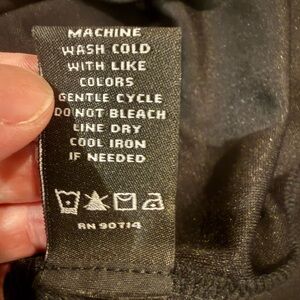 MACHINE
WASH COLD
WITH LIKE
COLORS
GENTLE CYCLE
DO NOT BLEACH
LINE DRY
COOL IRON
IF NEEDED
RN 90714